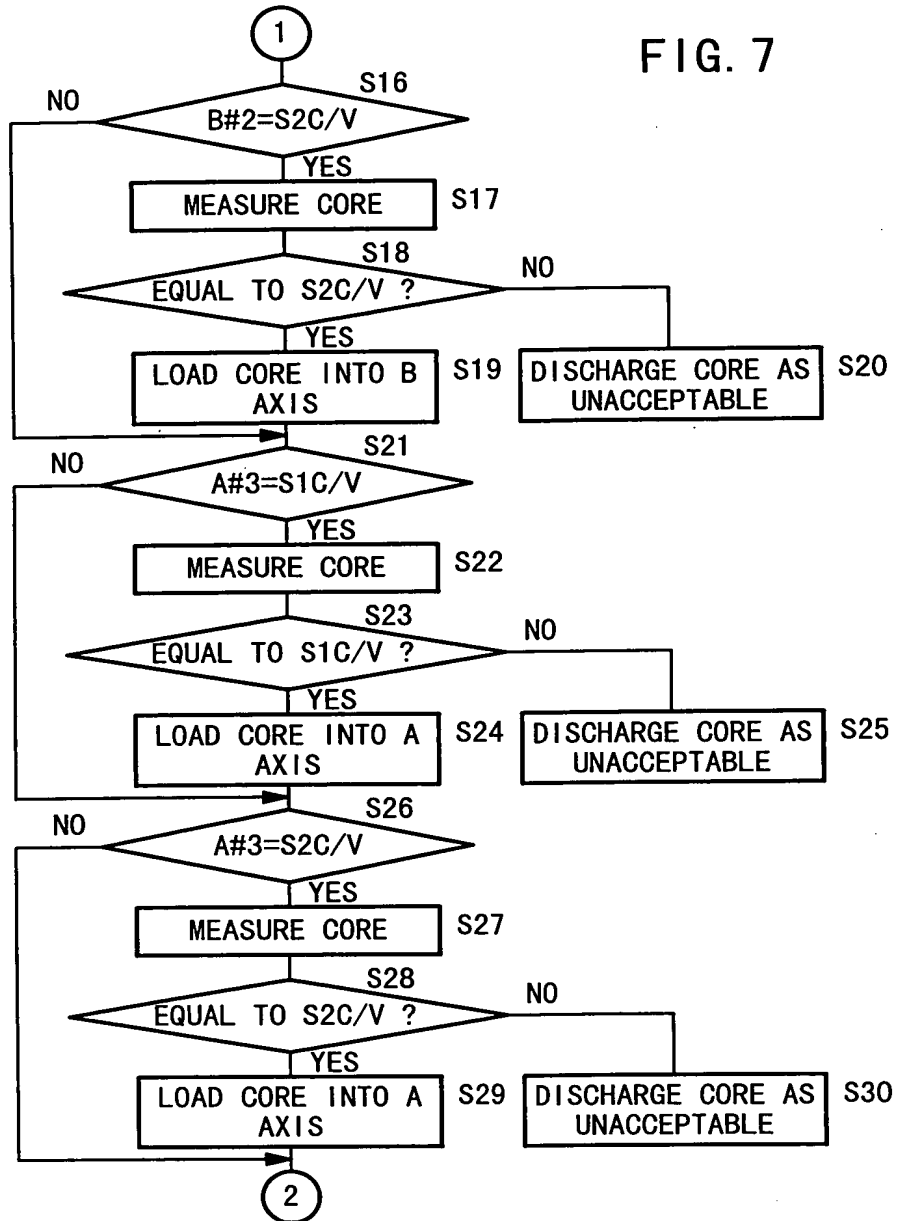 1
FIG. 7
S16
NO
B#2=S2C/V
YES
MEASURE CORE
S17
S18
NO
EQUAL TO S2C/V ?
YES
LOAD CORE INTO B
AXIS
S19
DISCHARGE CORE AS
UNACCEPTABLE
S20
S21
NO
A#3=S1C/V
YES
MEASURE CORE
S22
S23
NO
EQUAL TO S1C/V ?
YES
LOAD CORE INTO A
AXIS
S24
DISCHARGE CORE AS
UNACCEPTABLE
S25
S26
NO
A#3=S2C/V
YES
MEASURE CORE
S27
S28
NO
EQUAL TO S2C/V ?
YES
LOAD CORE INTO A
AXIS
S29
DISCHARGE CORE AS
UNACCEPTABLE
S30
2